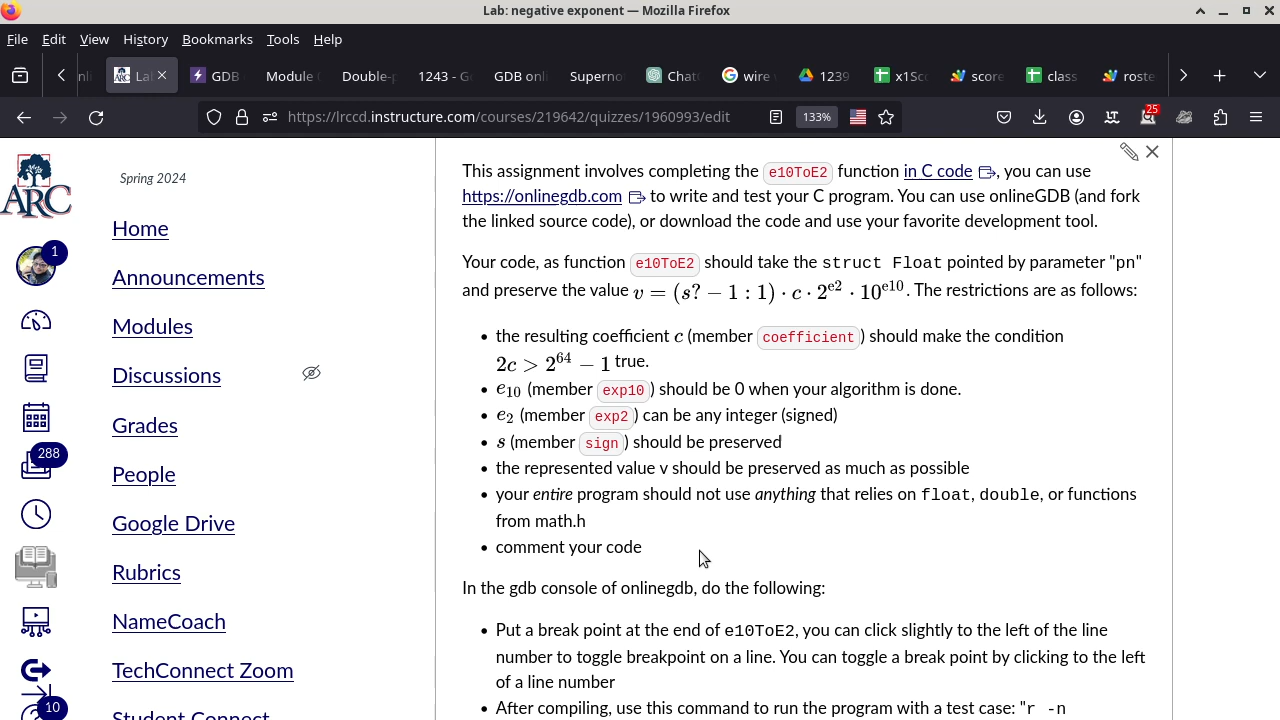 Lab: negative exponent — Mozilla Firefox
File Edit View History Bookmarks Tools Help
La GDB Module Double-p 1243 - G GDB onl Superno Chat wire 1239 x1Sc score class roste
https://lrccd.instructure.com/courses/219642/quizzes/1960993/edit 133% 25
ARC
Spring 2024
1
Home
Announcements
Modules
Discussions
Grades
288
People
Google Drive
Rubrics
NameCoach
TechConnect Zoom
10
Student Connect
This assignment involves completing the e10ToE2 function in C code, you can use
https://onlinegdb.com to write and test your C program. You can use onlineGDB (and fork
the linked source code), or download the code and use your favorite development tool.
Your code, as function e10ToE2 should take the struct Float pointed by parameter "pn"
and preserve the value v = (s? − 1 : 1) · c · 2^e2 · 10^e10. The restrictions are as follows:
• the resulting coefficient c (member coefficient) should make the condition
2c > 2^64 − 1 true.
• e10 (member exp10) should be 0 when your algorithm is done.
• e2 (member exp2) can be any integer (signed)
• s (member sign) should be preserved
• the represented value v should be preserved as much as possible
• your entire program should not use anything that relies on float, double, or functions
from math.h
• comment your code
In the gdb console of onlinegdb, do the following:
• Put a break point at the end of e10ToE2, you can click slightly to the left of the line
number to toggle breakpoint on a line. You can toggle a break point by clicking to the left
of a line number
• After compiling, use this command to run the program with a test case: "r -n